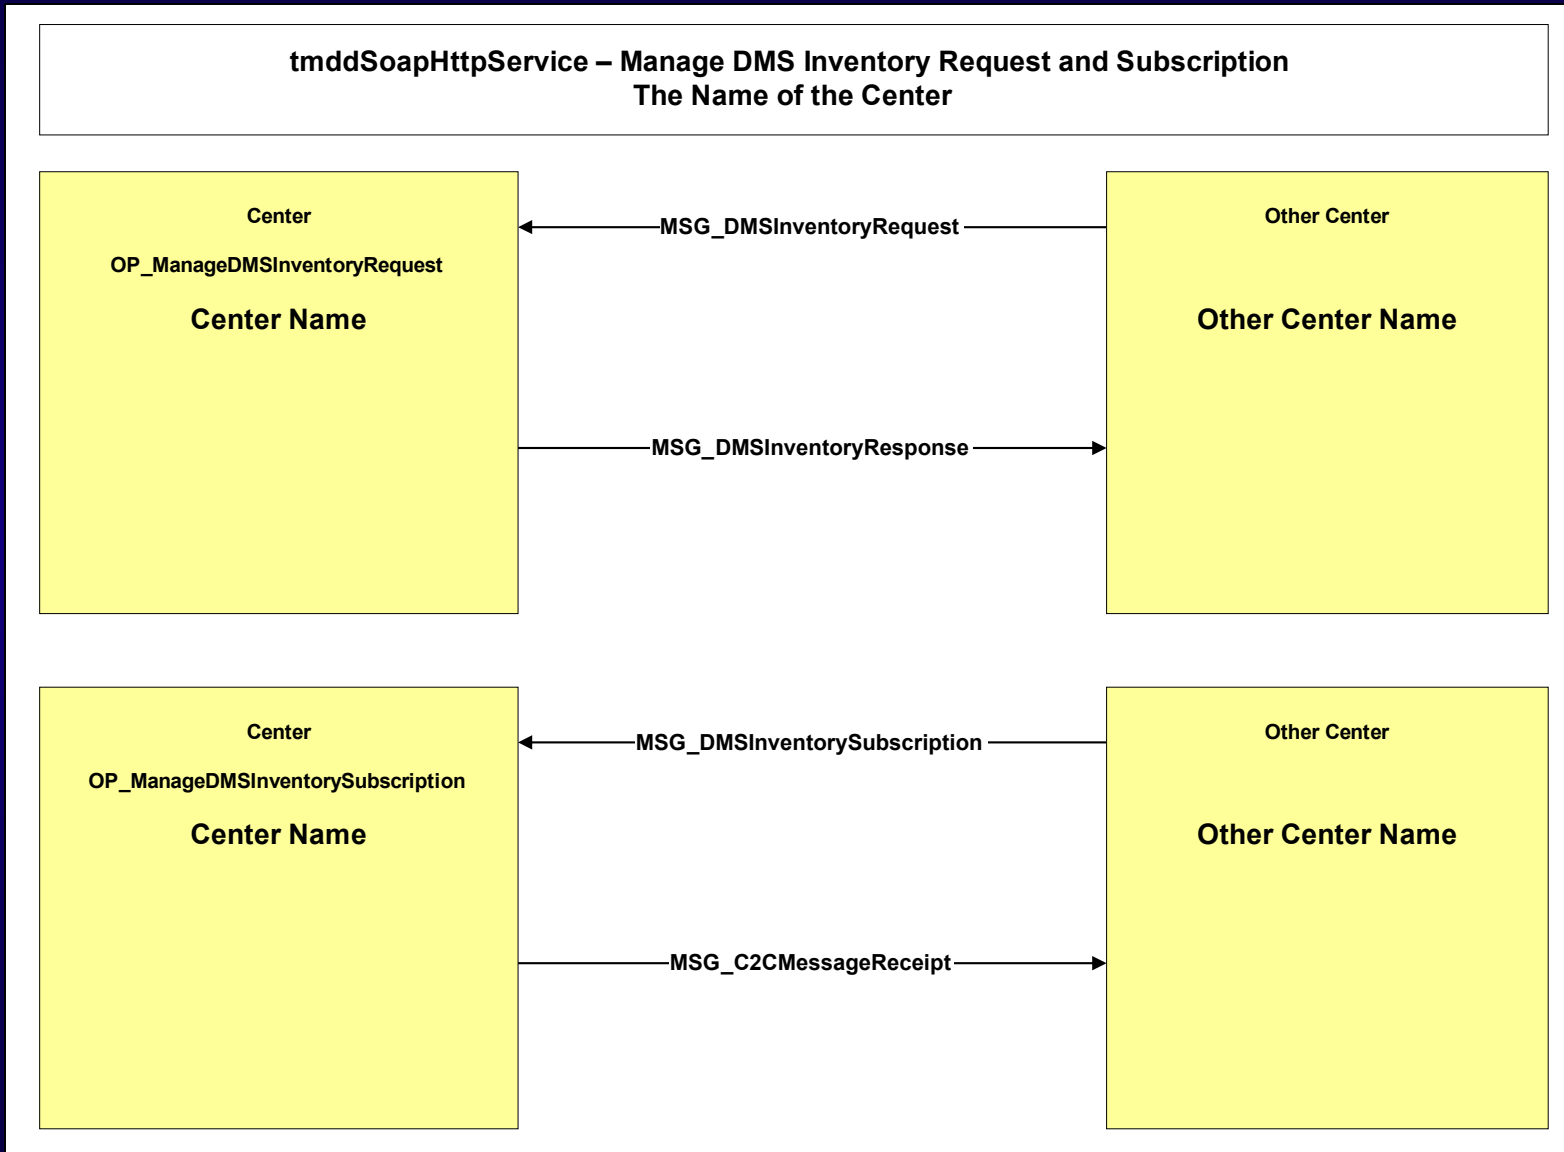 tmddSoapHttpService – Manage DMS Inventory Request and Subscription
The Name of the Center
Center
OP_ManageDMSInventoryRequest
Center Name
MSG_DMSInventoryRequest
MSG_DMSInventoryResponse
Other Center
Other Center Name
Center
OP_ManageDMSInventorySubscription
Center Name
MSG_DMSInventorySubscription
MSG_C2CMessageReceipt
Other Center
Other Center Name